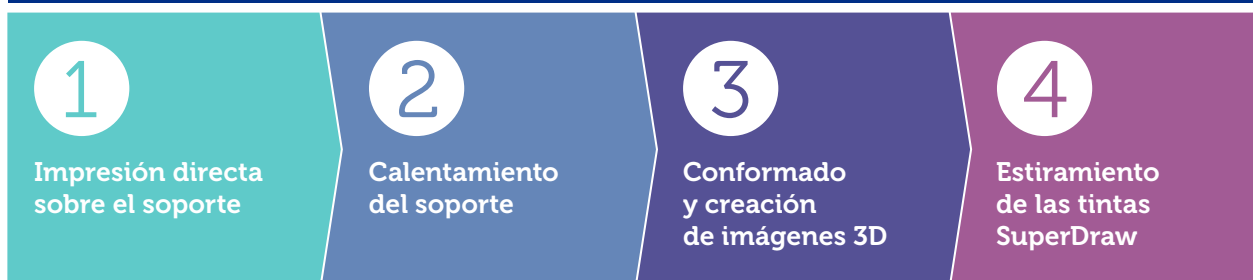 1
Impresión directa
sobre el soporte
2
Calentamiento
del soporte
3
Conformado
y creación
de imágenes 3D
4
Estiramiento
de las tintas
SuperDraw